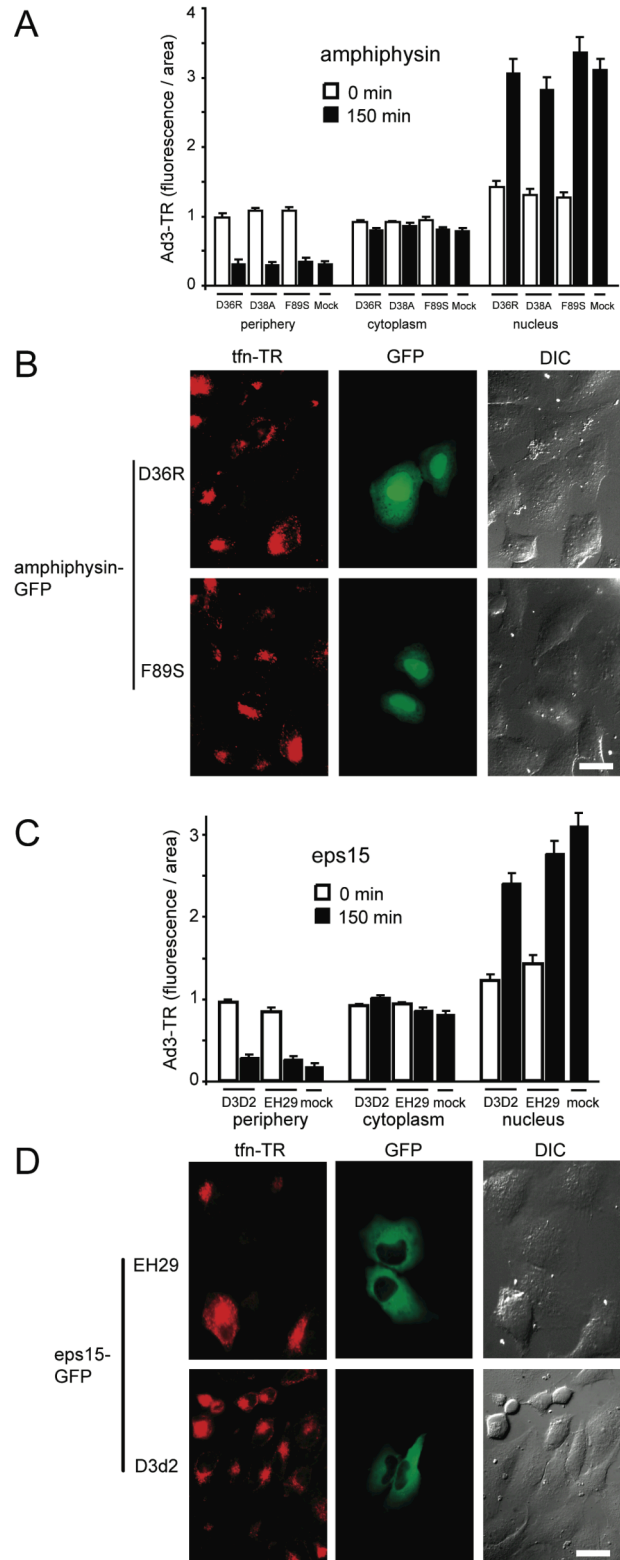 A
Ad3-TR (fluorescence / area)
4
3
2
1
0
amphiphysin
0 min
150 min
D36R D38A F89S Mock D36R D38A F89S Mock D36R D38A F89S Mock
periphery cytoplasm nucleus
B
tfn-TR GFP DIC
amphiphysin-
GFP
D36R
F89S
C
Ad3-TR (fluorescence / area)
3
2
1
0
eps15
0 min
150 min
D3D2 EH29 mock D3D2 EH29 mock D3D2 EH29 mock
periphery cytoplasm nucleus
D
tfn-TR GFP DIC
eps15-
GFP
EH29
D3d2